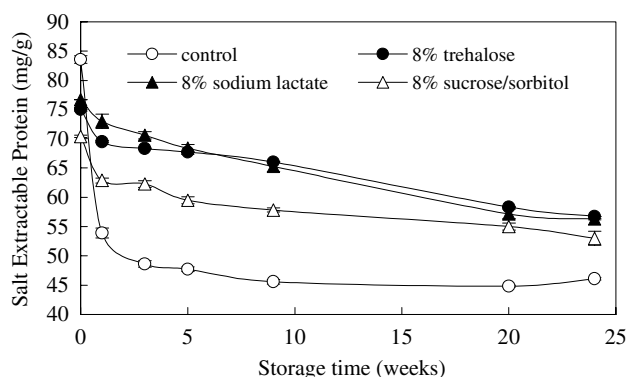 90
85
80
75
70
65
60
55
50
45
40
Salt Extractable Protein (mg/g)
control
8% trehalose
8% sodium lactate
8% sucrose/sorbitol
0 5 10 15 20 25
Storage time (weeks)